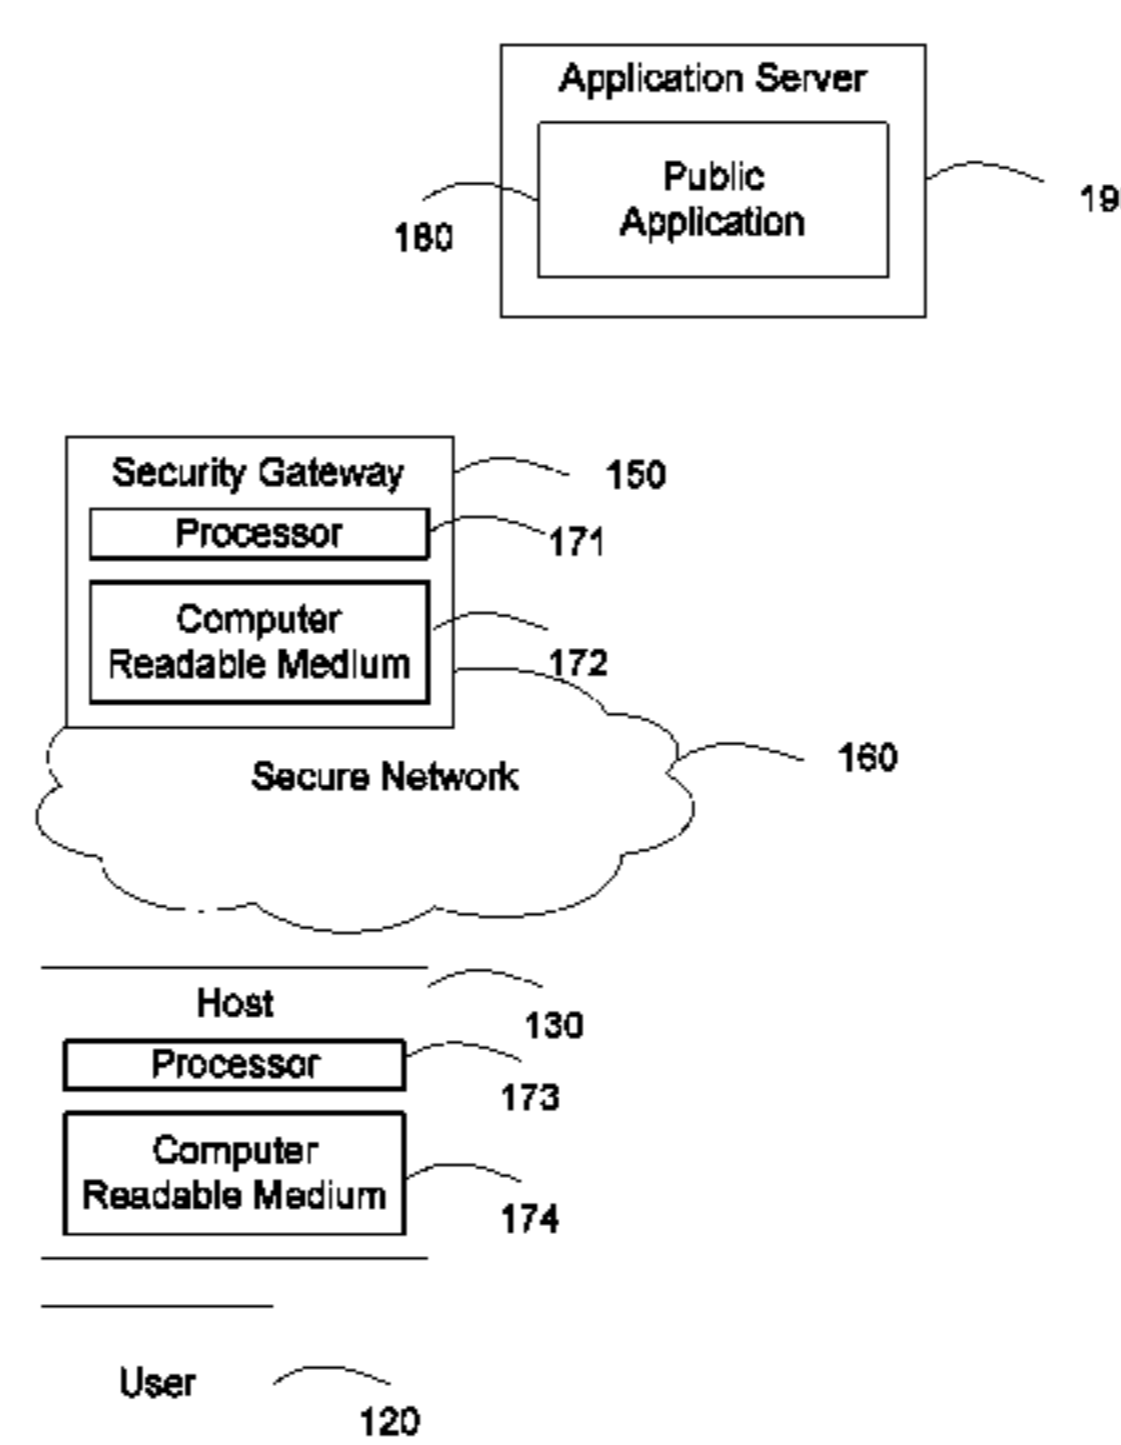 Application Server
Public
Application
180
19
Security Gateway
150
Processor
171
Computer
Readable Medium
172
Secure Network
160
Host
130
Processor
173
Computer
Readable Medium
174
User
120